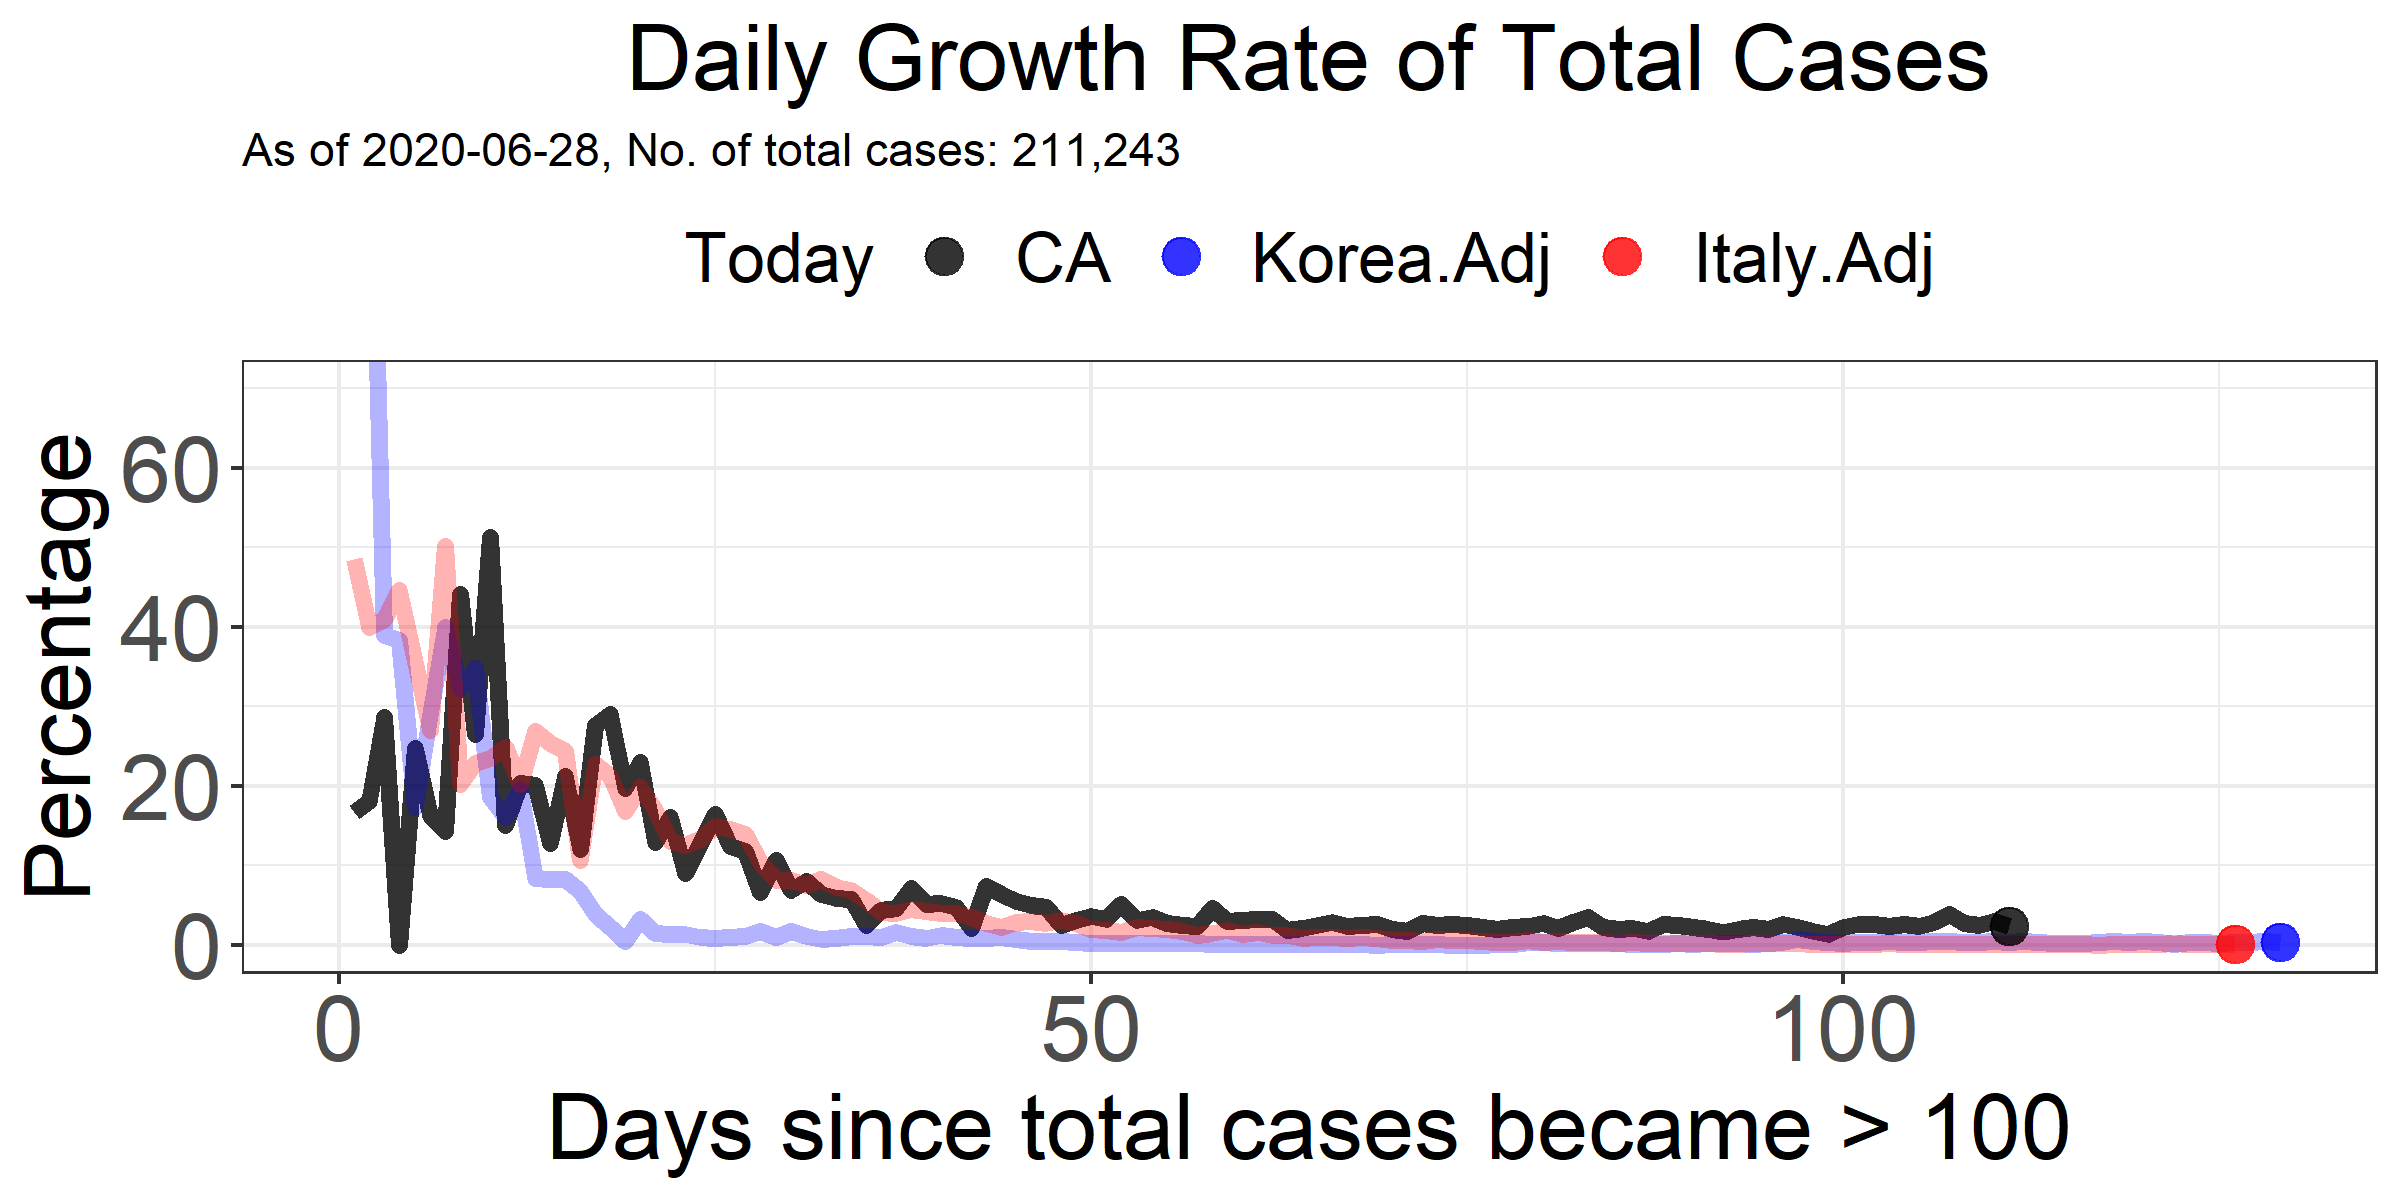 Daily Growth Rate of Total Cases
As of 2020-06-28, No. of total cases: 211,243
Today CA Korea.Adj Italy.Adj
Percentage
60
40
20
0
0 50 100
Days since total cases became > 100